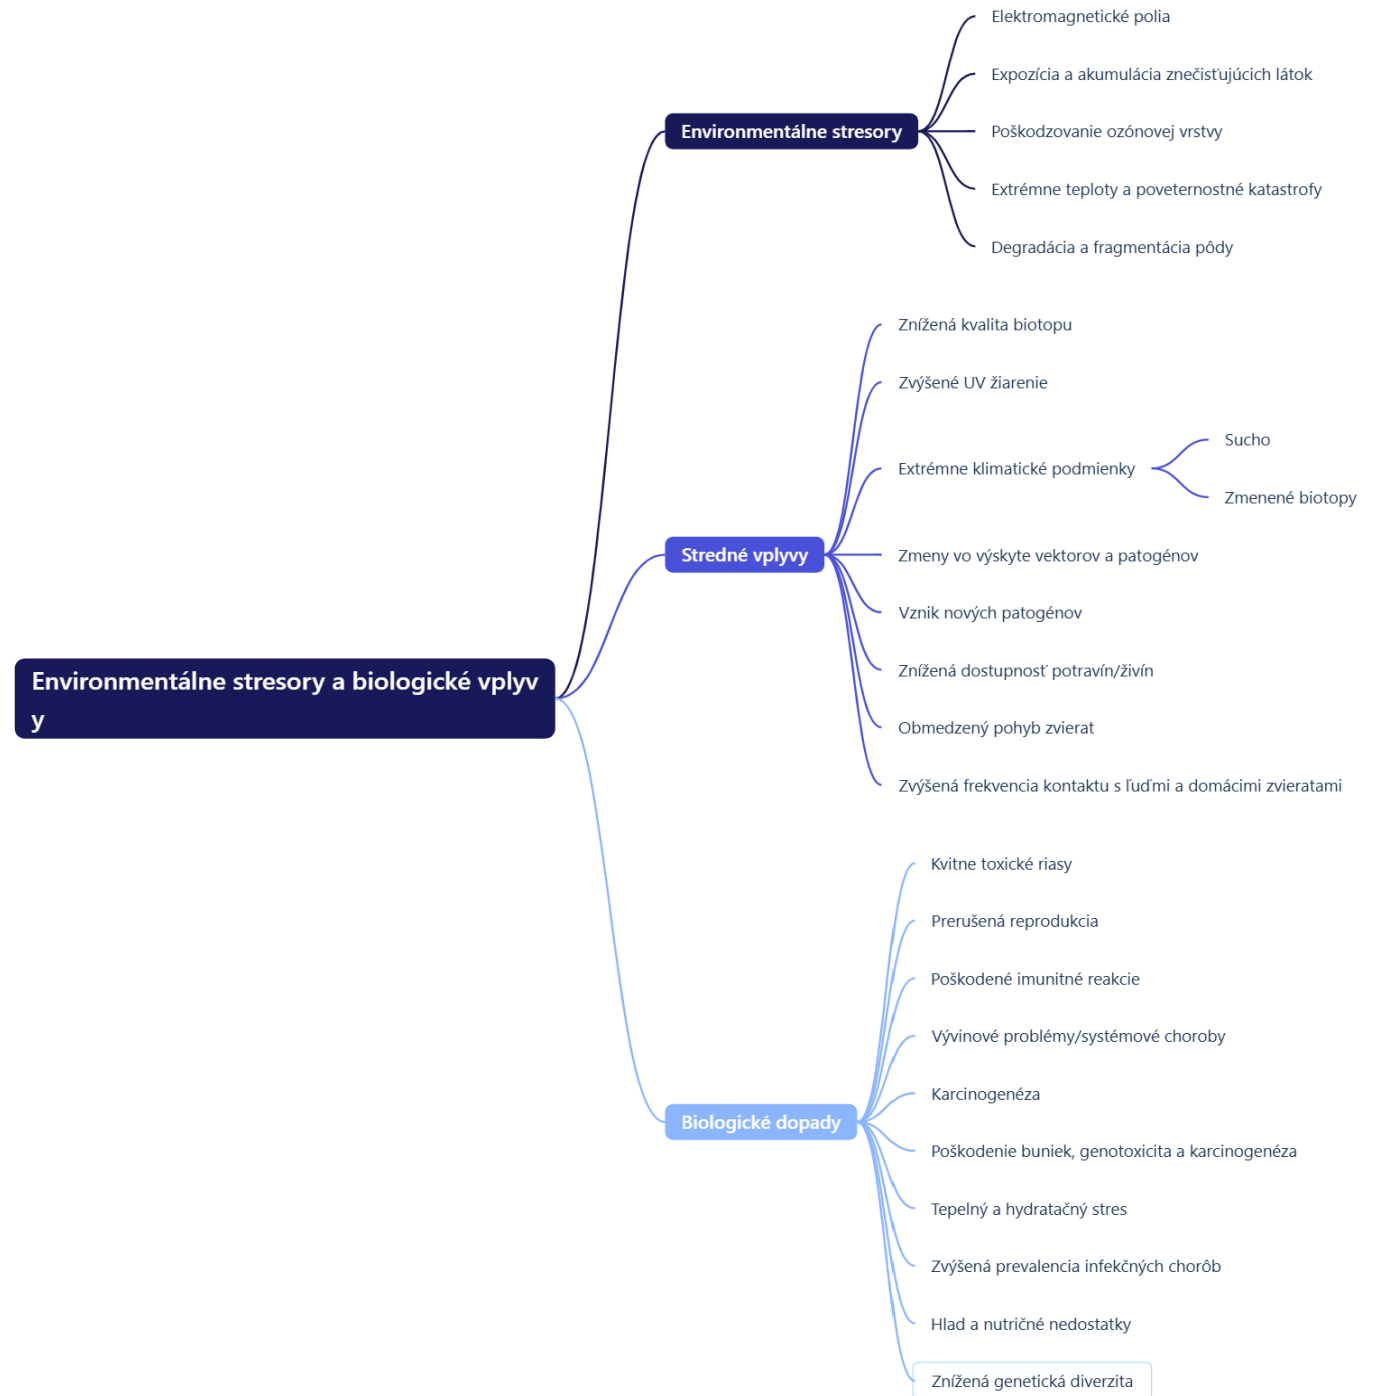 Environmentálne stresory a biologické vplyv
y
Environmentálne stresory
Elektromagnetické polia
Expozícia a akumulácia znečisťujúcich látok
Poškodzovanie ozónovej vrstvy
Extrémne teploty a poveternostné katastrofy
Degradácia a fragmentácia pôdy
Stredné vplyvy
Znížená kvalita biotopu
Zvýšené UV žiarenie
Extrémne klimatické podmienky
Sucho
Zmenené biotopy
Zmeny vo výskyte vektorov a patogénov
Vznik nových patogénov
Znížená dostupnosť potravín/živín
Obmedzený pohyb zvierat
Zvýšená frekvencia kontaktu s ľuďmi a domácimi zvieratami
Biologické dopady
Kvitne toxické riasy
Prerušená reprodukcia
Poškodené imunitné reakcie
Vývinové problémy/systémové choroby
Karcinogenéza
Poškodenie buniek, genotoxicita a karcinogenéza
Tepelný a hydratačný stres
Zvýšená prevalencia infekčných chorôb
Hlad a nutričné nedostatky
Znížená genetická diverzita